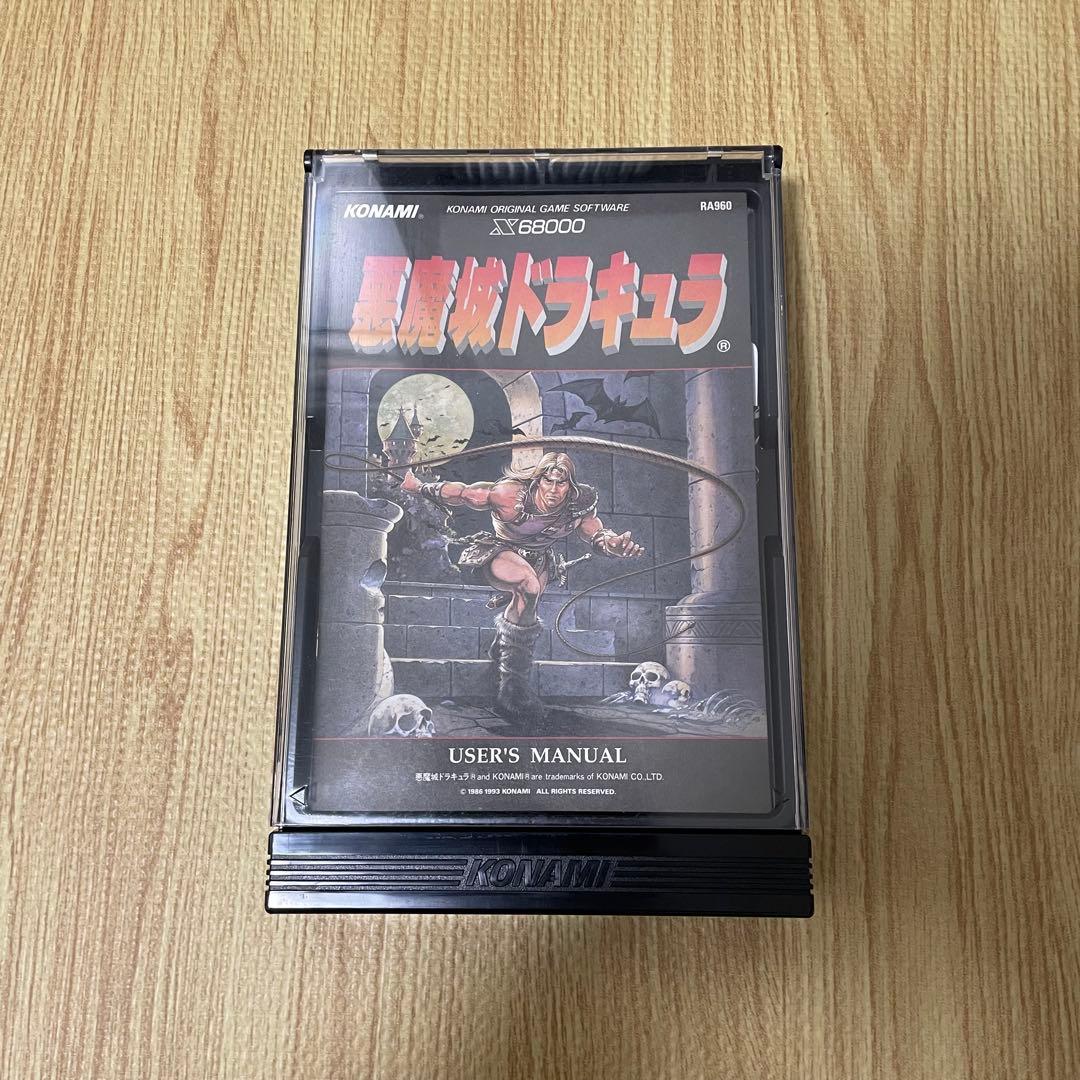 KONAMI®
KONAMI ORIGINAL GAME SOFTWARE
RA960
X68000
悪魔城ドラキュラ®
USER'S MANUAL
悪魔城ドラキュラ® and KONAMI® are trademarks of KONAMI CO.,LTD.
© 1986 1993 KONAMI ALL RIGHTS RESERVED.
KONAMI